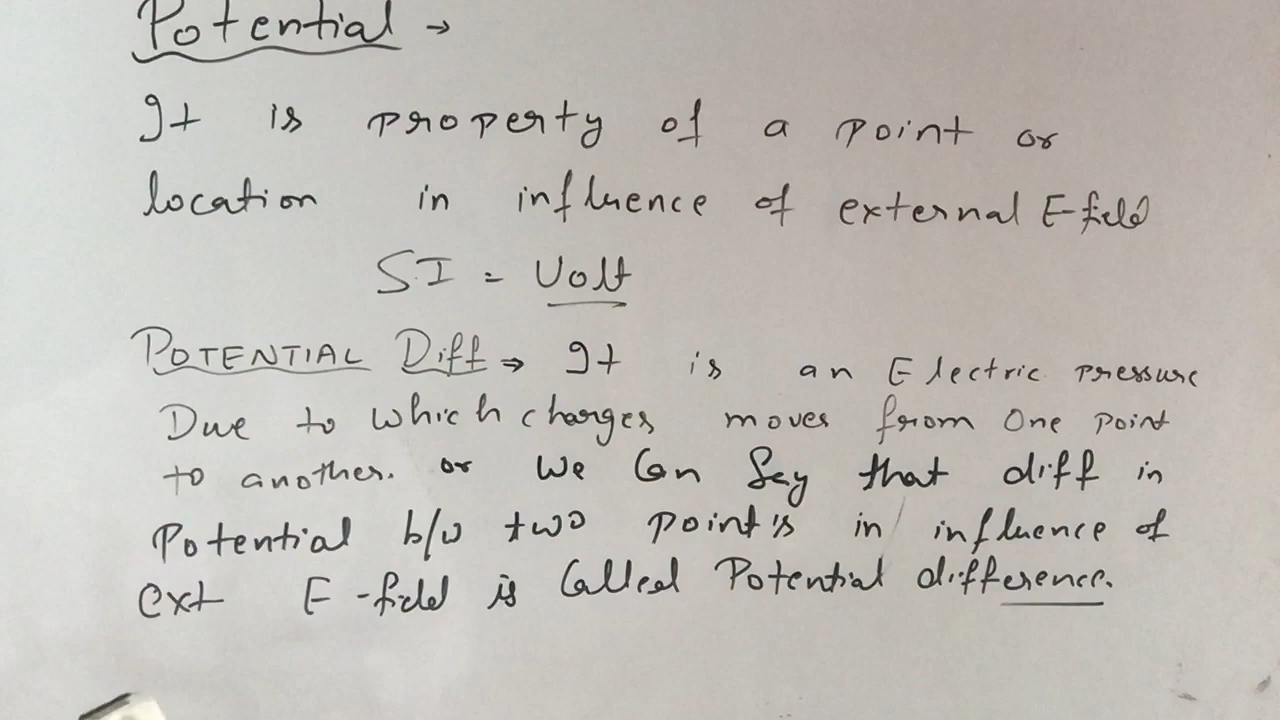 Potential →
It is property of a point or
location in influence of external E-field
SI = Volt
POTENTIAL Diff ⇒ It is an Electric pressure
Due to which charges moves from One point
to another. or We Can Say that diff in
Potential b/w two point's in influence of
ext E-field is Called Potential difference.